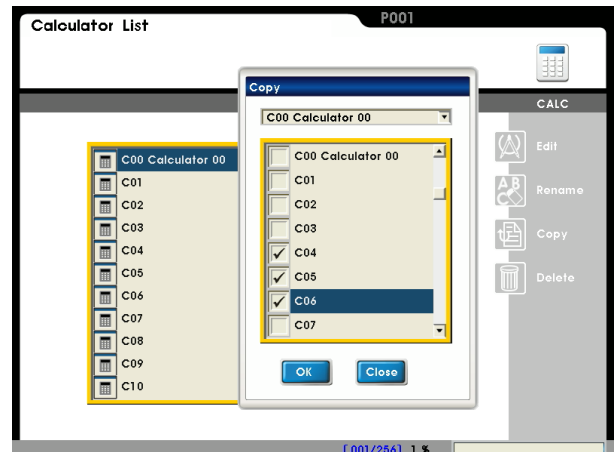 Calculator List
P001
CALC
Edit
Rename
Copy
Delete
C00 Calculator 00
C01
C02
C03
C04
C05
C06
C07
C08
C09
C10
Copy
C00 Calculator 00
C00 Calculator 00
C01
C02
C03
C04
C05
C06
C07
OK
Close
[001/256] 1 %